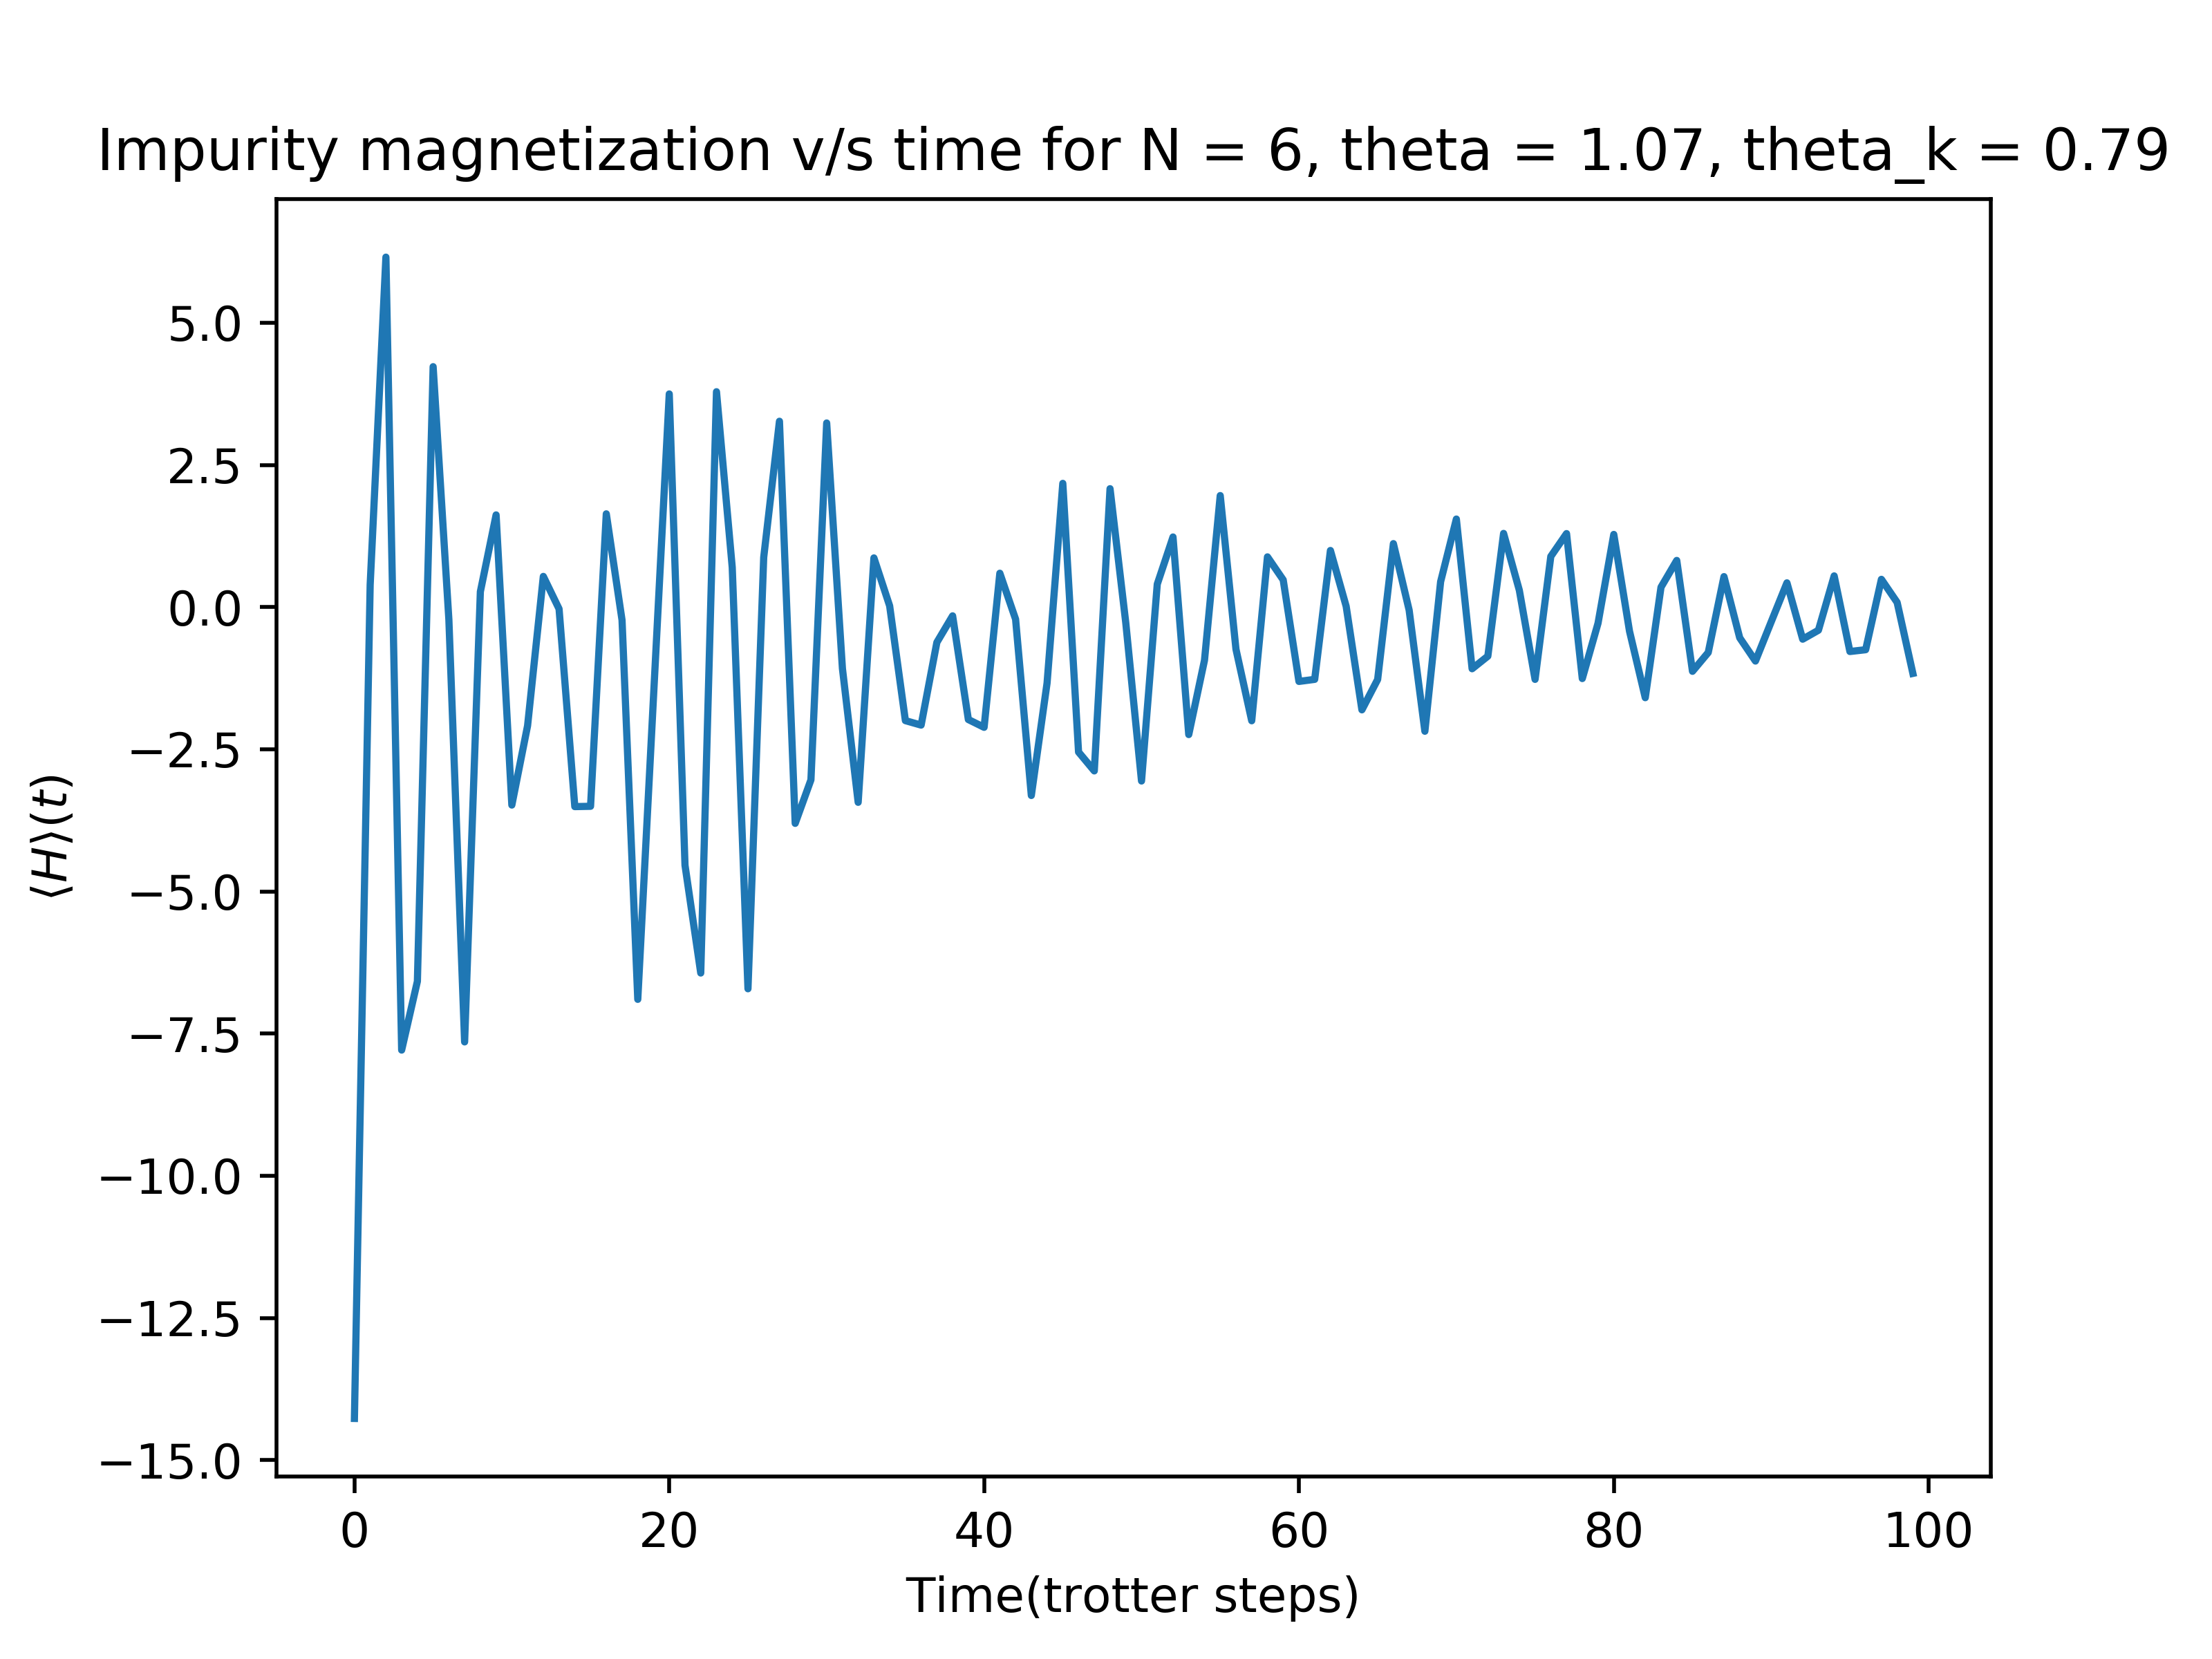 Impurity magnetization v/s time for N = 6, theta = 1.07, theta_k = 0.79
5.0
2.5
0.0
−2.5
−5.0
−7.5
−10.0
−12.5
−15.0
⟨H⟩(t)
0 20 40 60 80 100
Time(trotter steps)